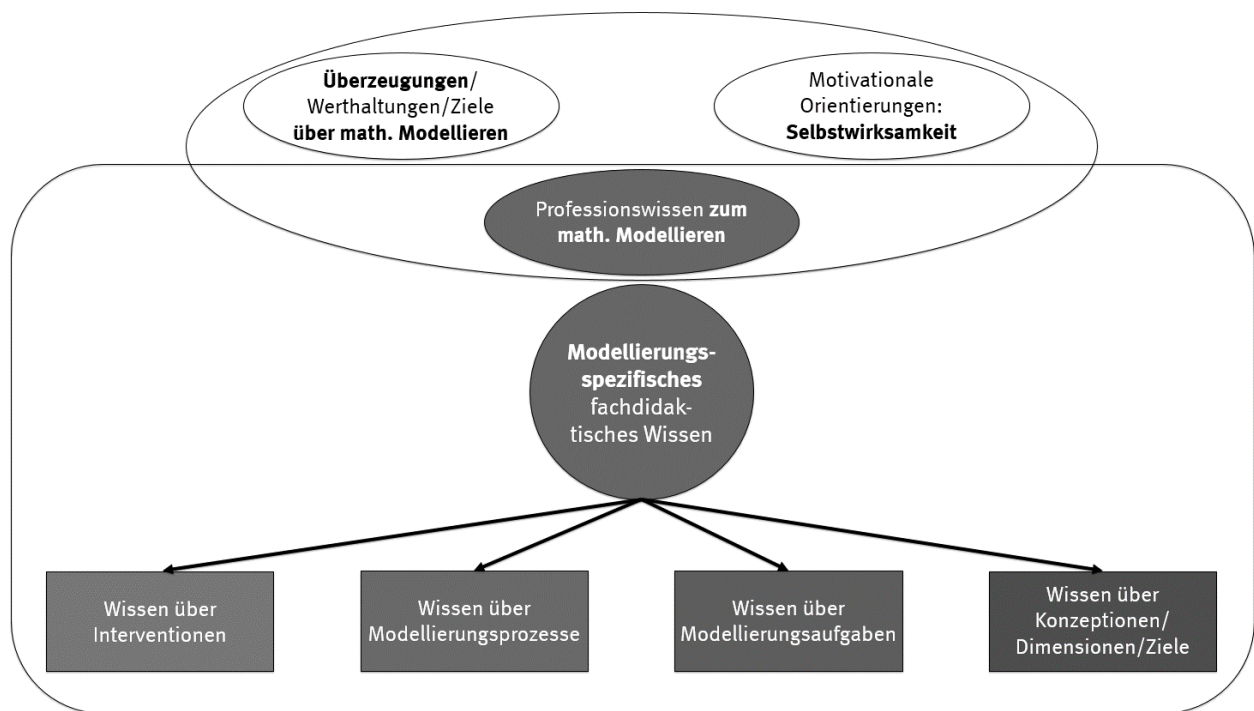 Überzeugungen/
Werthaltungen/Ziele
über math. Modellieren
Motivationale
Orientierungen:
Selbstwirksamkeit
Professionswissen zum
math. Modellieren
Modellierungs-
spezifisches
fachdidak-
tisches Wissen
Wissen über
Interventionen
Wissen über
Modellierungsprozesse
Wissen über
Modellierungsaufgaben
Wissen über
Konzeptionen/
Dimensionen/Ziele